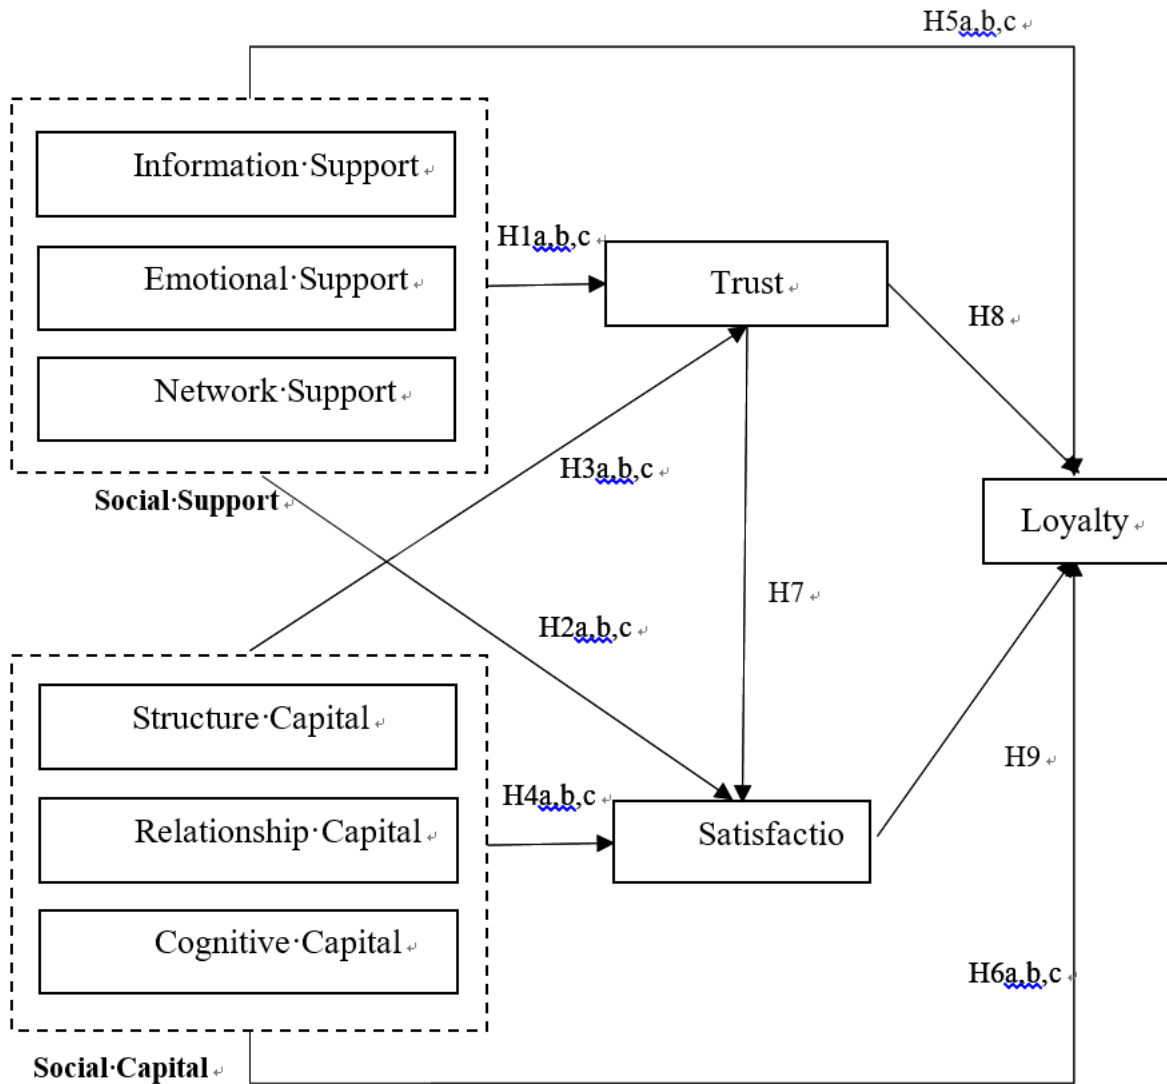 H5a,b,c
Information·Support
H1a,b,c
Emotional·Support
Trust
H8
Network·Support
H3a,b,c
Social·Support
Loyalty
H7
H2a,b,c
Structure·Capital
H9
H4a,b,c
Relationship·Capital
Satisfactio
Cognitive·Capital
H6a,b,c
Social·Capital